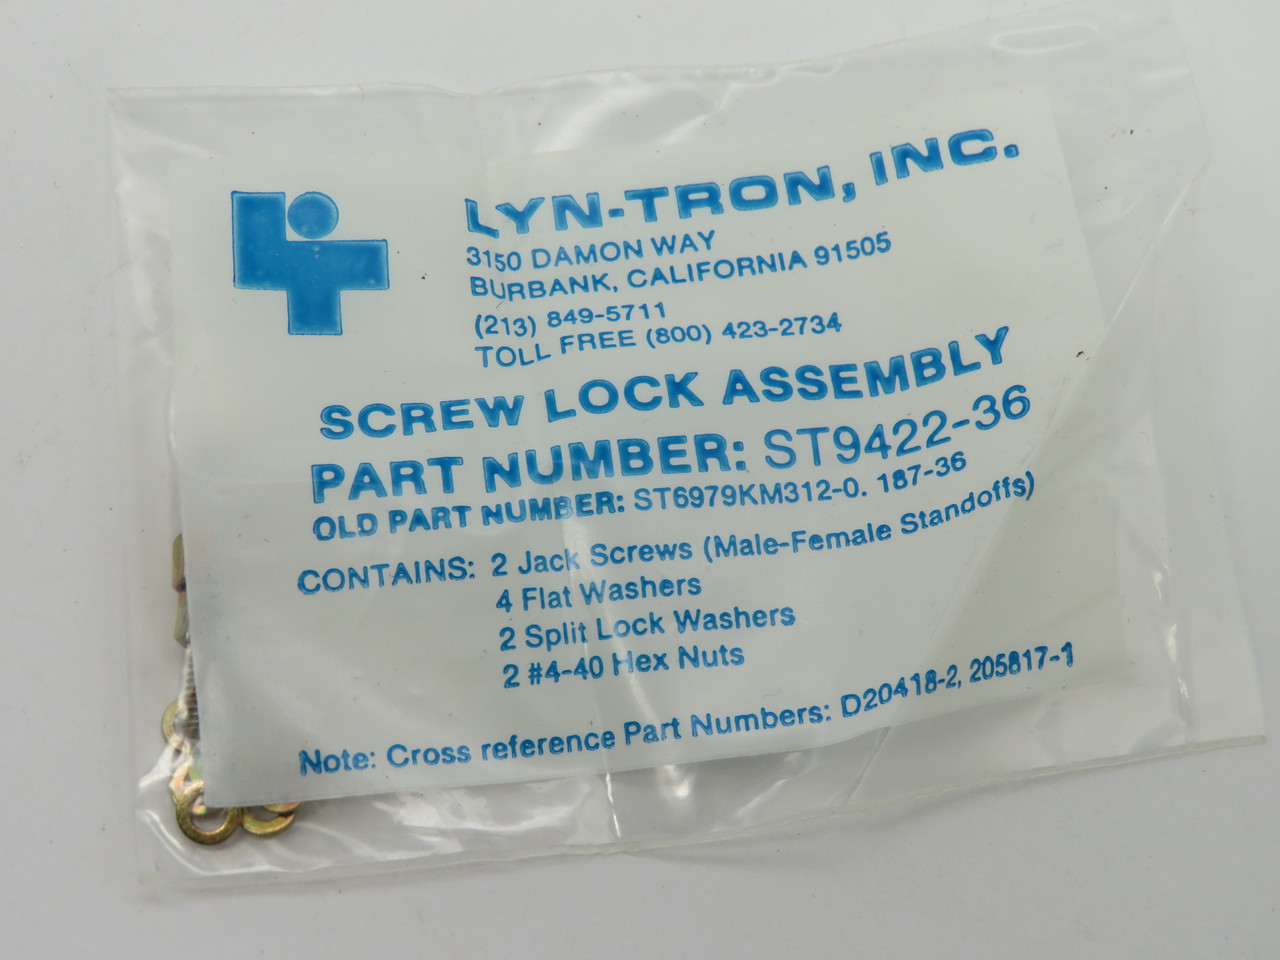 LYN-TRON, INC.
3150 DAMON WAY
BURBANK, CALIFORNIA 91505
(213) 849-5711
TOLL FREE (800) 423-2734
SCREW LOCK ASSEMBLY
PART NUMBER: ST9422-36
OLD PART NUMBER: ST6979KM312-0. 187-36
CONTAINS: 2 Jack Screws (Male-Female Standoffs)
4 Flat Washers
2 Split Lock Washers
2 #4-40 Hex Nuts
Note: Cross reference Part Numbers: D20418-2, 205817-1